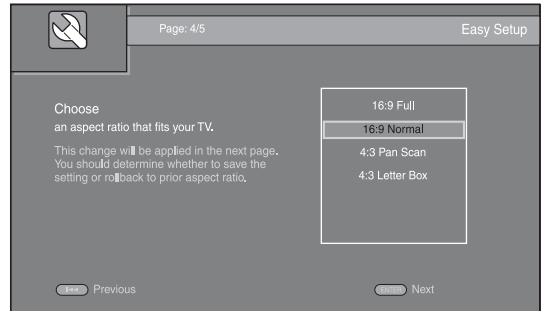 Page: 4/5
Easy Setup
Choose
an aspect ratio that fits your TV.
This change will be applied in the next page.
You should determine whether to save the
setting or rollback to prior aspect ratio.
16:9 Full
16:9 Normal
4:3 Pan Scan
4:3 Letter Box
Previous
ENTER Next